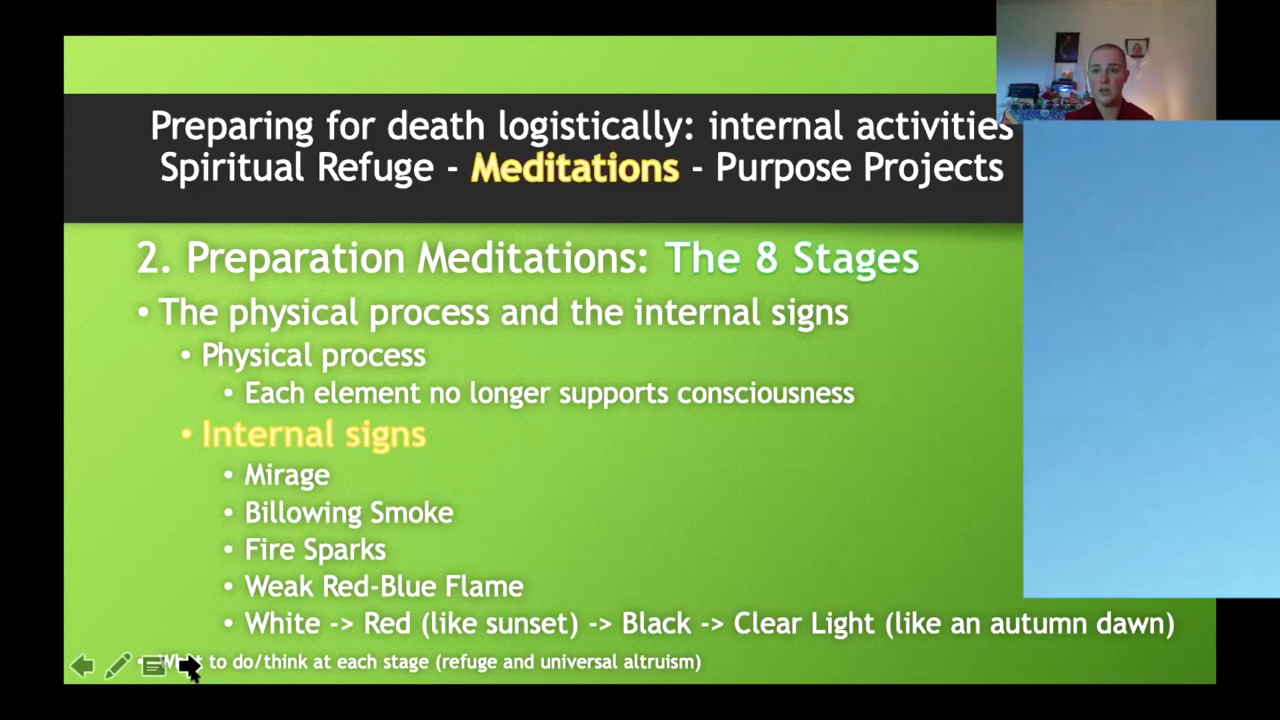 Preparing for death logistically: internal activities
Spiritual Refuge - Meditations - Purpose Projects
2. Preparation Meditations: The 8 Stages
• The physical process and the internal signs
• Physical process
• Each element no longer supports consciousness
• Internal signs
• Mirage
• Billowing Smoke
• Fire Sparks
• Weak Red-Blue Flame
• White -> Red (like sunset) -> Black -> Clear Light (like an autumn dawn)
• What to do/think at each stage (refuge and universal altruism)